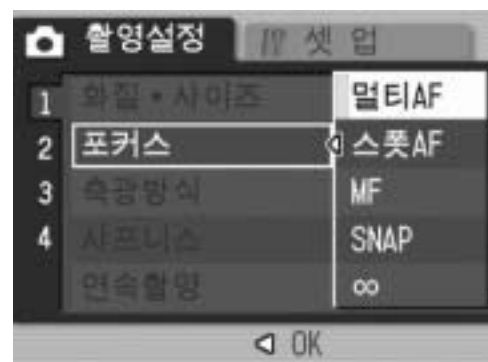 촬영설정 셋 업
1 화질•사이즈 멀티AF
2 포커스 스폿AF
3 측광방식 MF
4 샤프니스 SNAP
연속촬영 ∞
OK